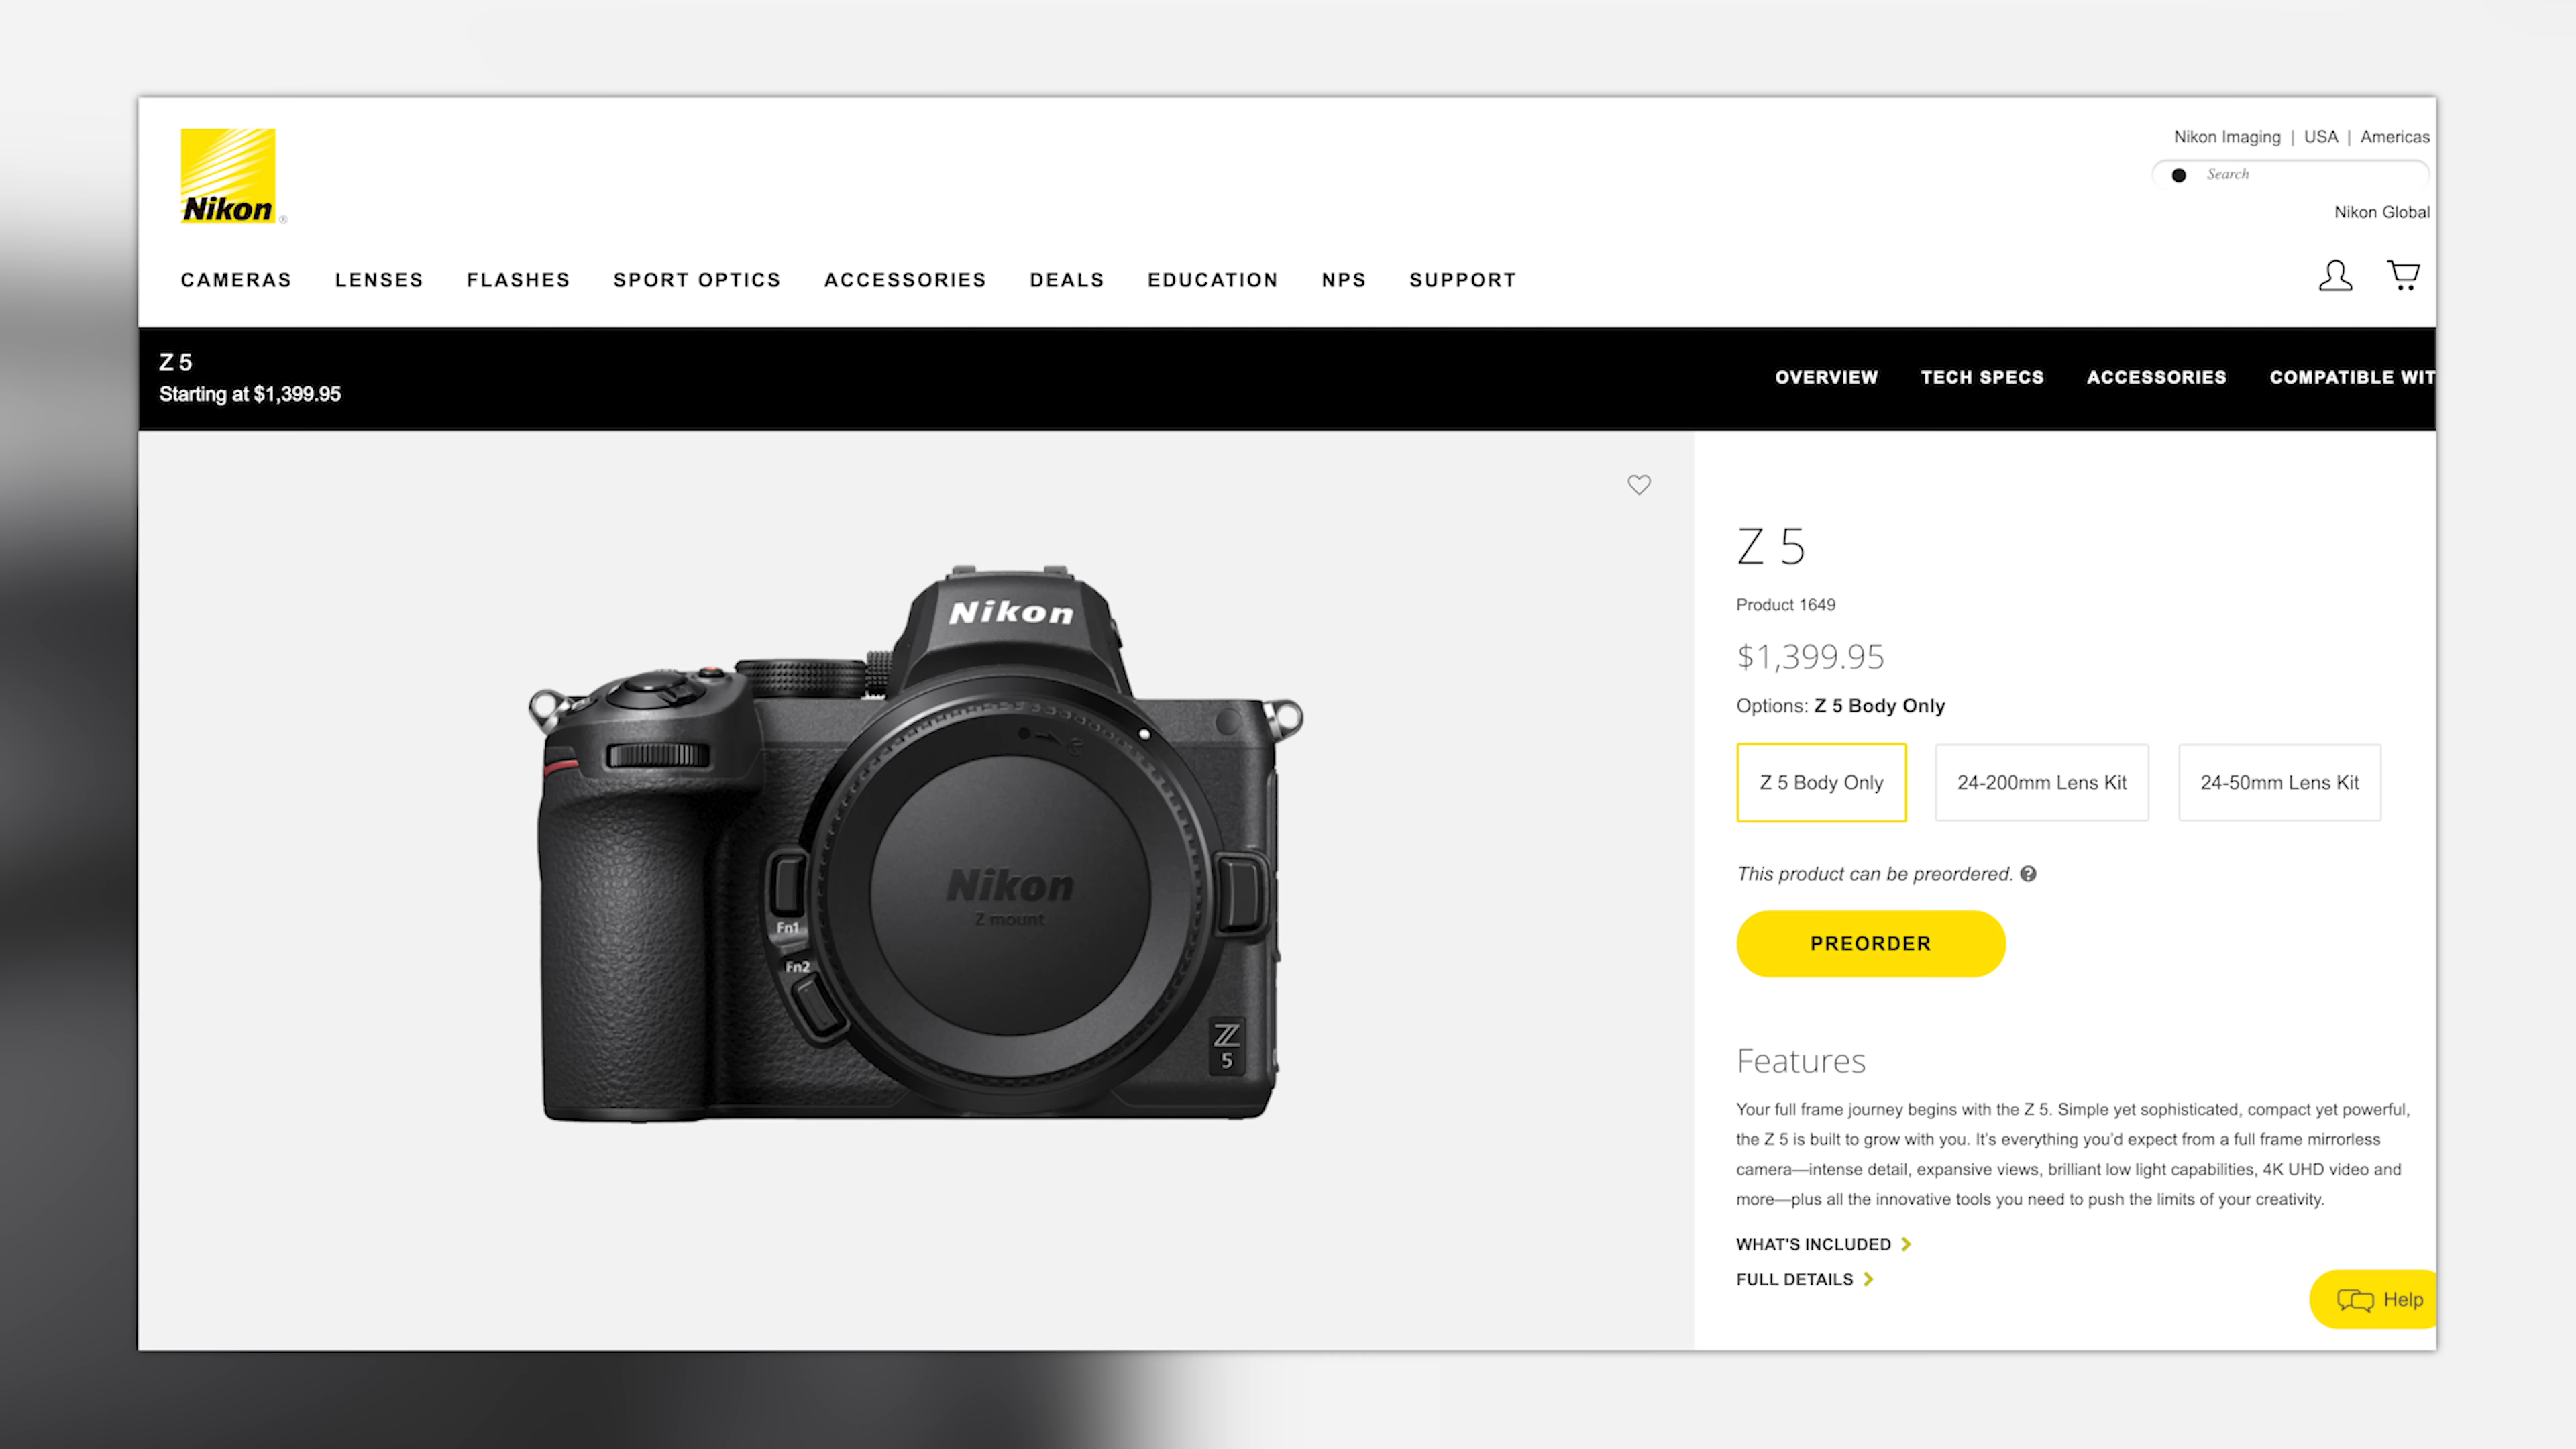 Nikon
®
Nikon Imaging | USA | Americas
Search
Nikon Global
CAMERAS LENSES FLASHES SPORT OPTICS ACCESSORIES DEALS EDUCATION NPS SUPPORT
Z 5
Starting at $1,399.95
OVERVIEW TECH SPECS ACCESSORIES COMPATIBLE WIT
Nikon
Nikon
Z mount
Fn1
Fn2
Z
5
Z 5
Product 1649
$1,399.95
Options: Z 5 Body Only
Z 5 Body Only 24-200mm Lens Kit 24-50mm Lens Kit
This product can be preordered. ?
PREORDER
Features
Your full frame journey begins with the Z 5. Simple yet sophisticated, compact yet powerful,
the Z 5 is built to grow with you. It's everything you'd expect from a full frame mirrorless
camera—intense detail, expansive views, brilliant low light capabilities, 4K UHD video and
more—plus all the innovative tools you need to push the limits of your creativity.
WHAT'S INCLUDED
FULL DETAILS
Help